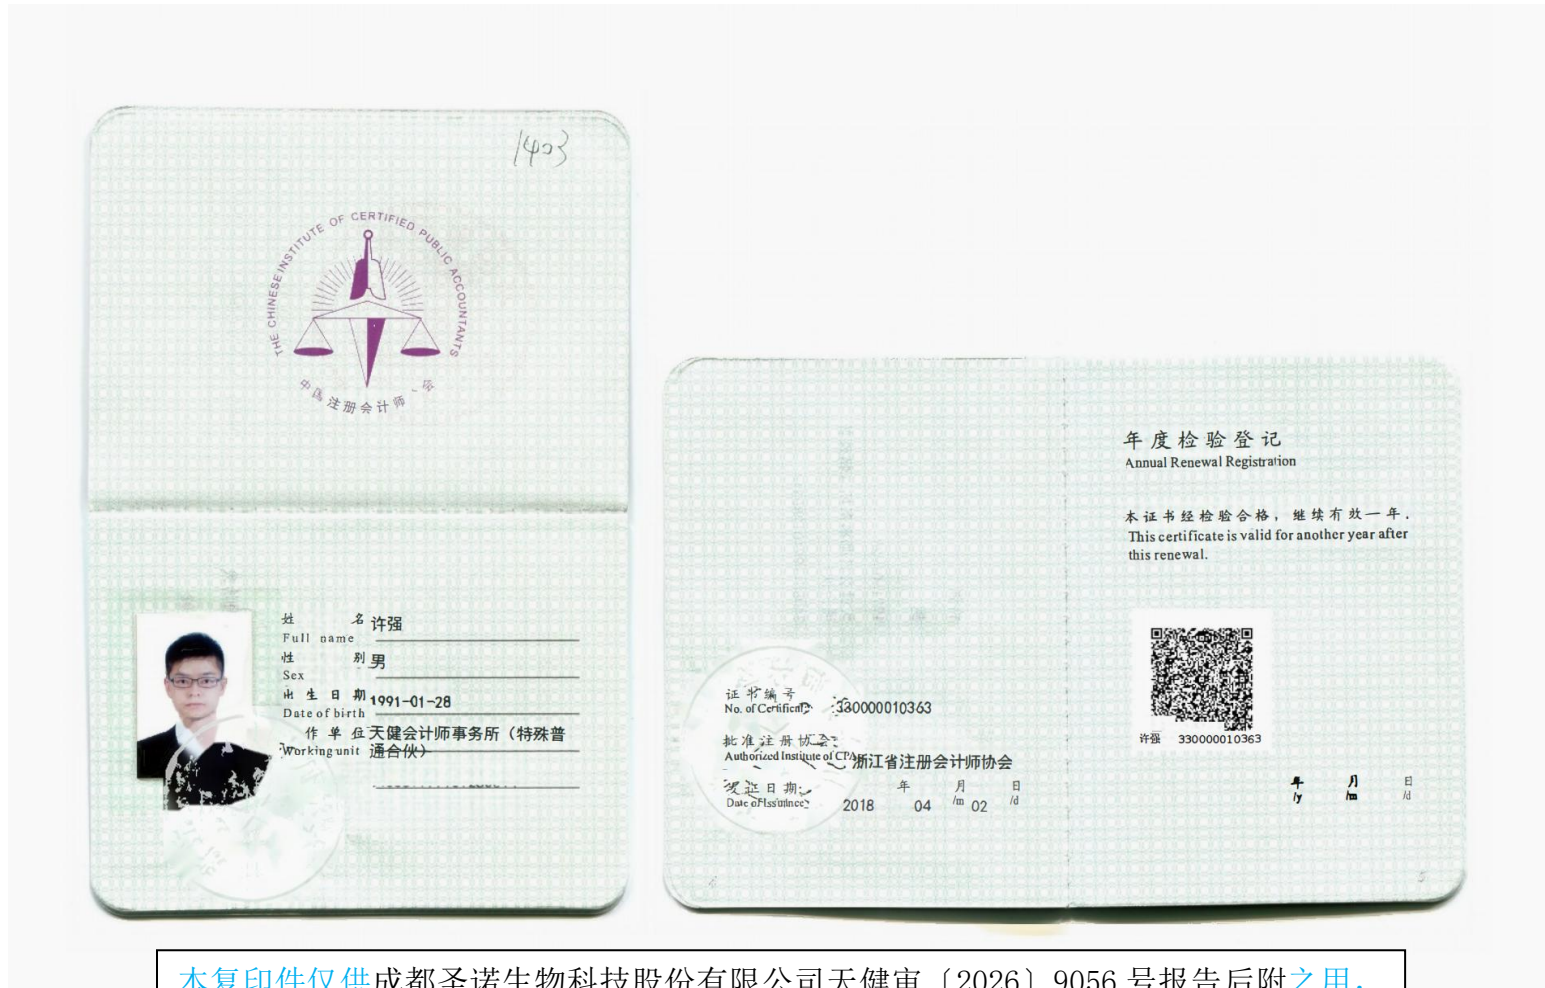 1403
THE CHINESE INSTITUTE OF CERTIFIED PUBLIC ACCOUNTANTS
中国注册会计师 会
姓 名 许强
Full name
性 别 男
Sex
出生日期 1991-01-28
Date of birth
作单位 天健会计师事务所（特殊普
Working unit 通合伙）
证书编号
No. of Certificate 330000010363
批准注册协会:
Authorized Institute of CPA 浙江省注册会计师协会
发证日期: 年 月 日
Date of Issuance 2018 04 /m 02 /d
年度检验登记
Annual Renewal Registration
本证书经检验合格，继续有效一年.
This certificate is valid for another year after
this renewal.
许强 330000010363
年 月 日
/y /m /d
5
本复印件仅供成都圣诺生物科技股份有限公司天健审〔2026〕9056 号报告后附之用，